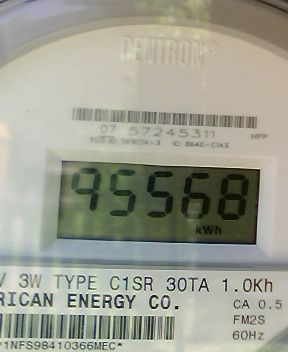 CENTRON®
07 57245311
95568
kWh
V 3W TYPE C1SR 30TA 1.0Kh
RICAN ENERGY CO.
CA 0.5
FM2S
60Hz
1NFS98410366MEC*